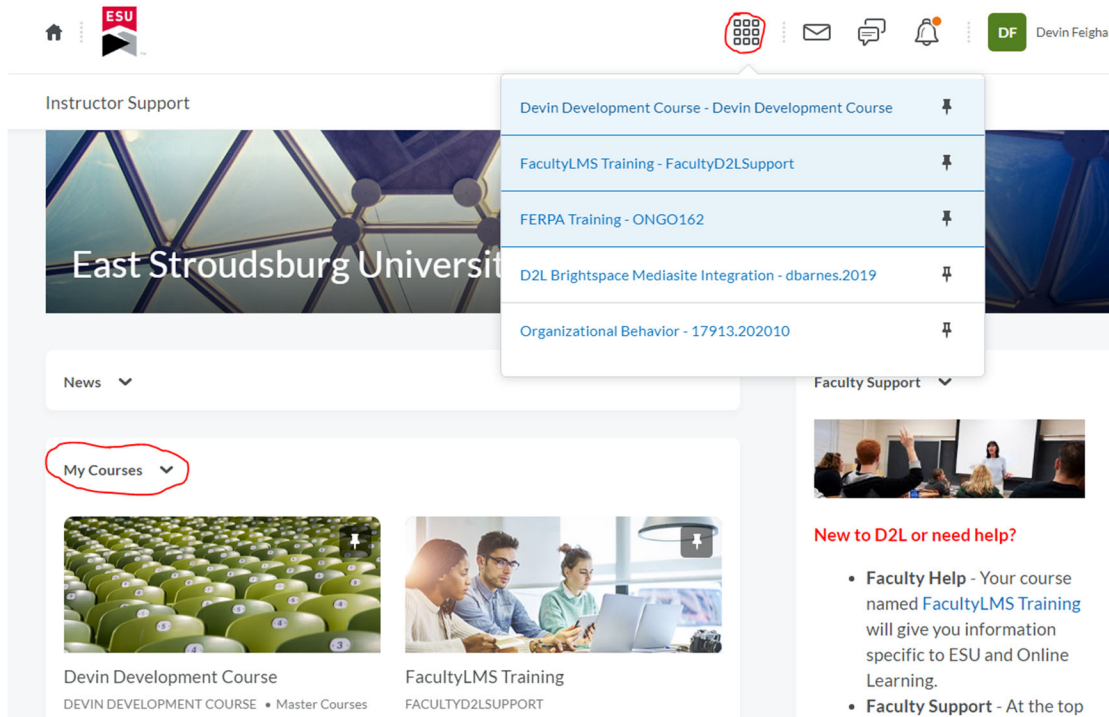 ESU
DF
Devin Feigha
Instructor Support
Devin Development Course - Devin Development Course
FacultyLMS Training - FacultyD2LSupport
FERPA Training - ONGO162
D2L Brightspace Mediasite Integration - dbarnes.2019
Organizational Behavior - 17913.202010
East Stroudsburg Universit
News
My Courses
Devin Development Course
DEVIN DEVELOPMENT COURSE • Master Courses
FacultyLMS Training
FACULTYD2LSUPPORT
Faculty Support
New to D2L or need help?
• Faculty Help - Your course
named FacultyLMS Training
will give you information
specific to ESU and Online
Learning.
• Faculty Support - At the top